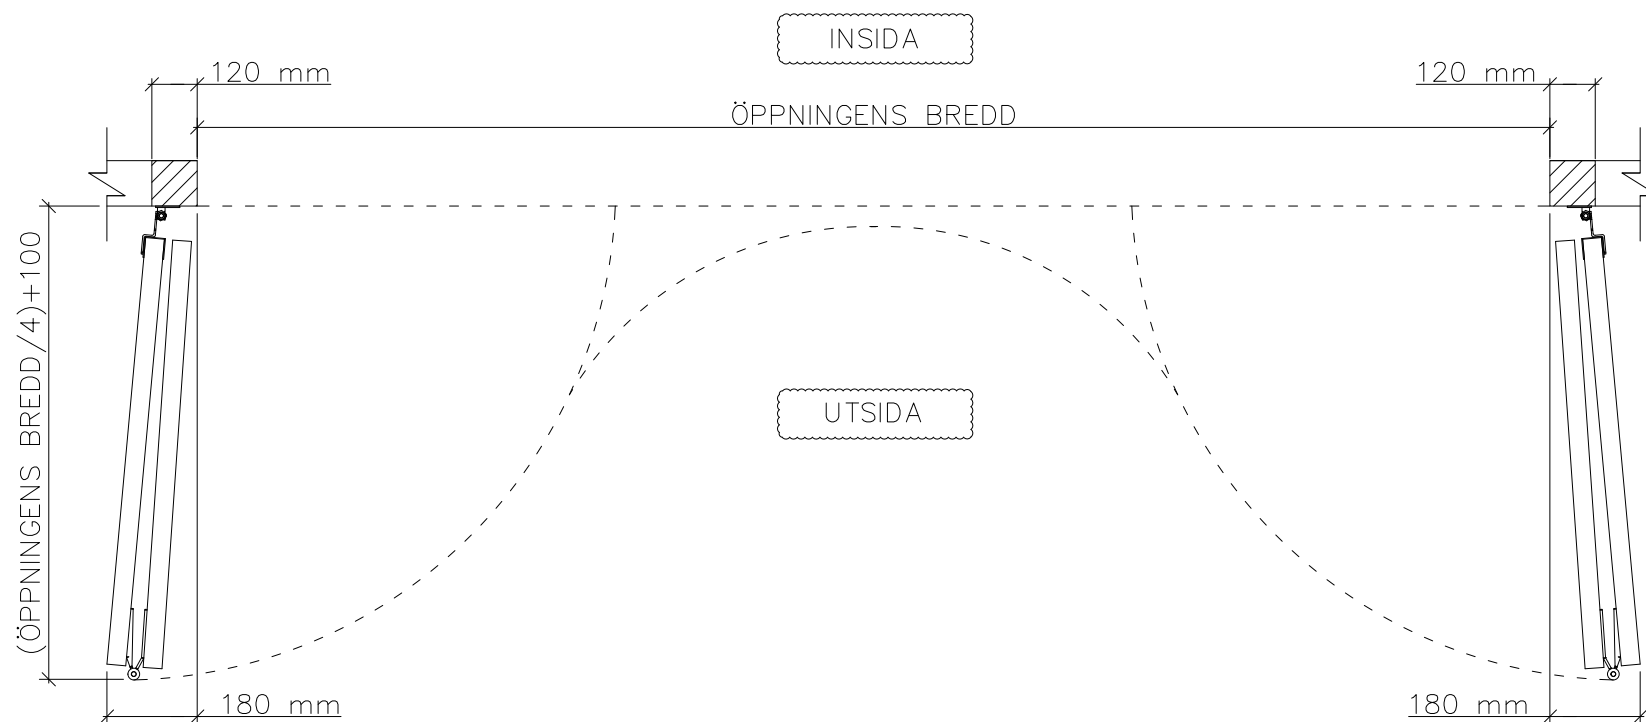 INSIDA
120 mm
120 mm
ÖPPNINGENS BREDD
(ÖPPNINGENS BREDD/4)+100
UTSIDA
180 mm
180 mm